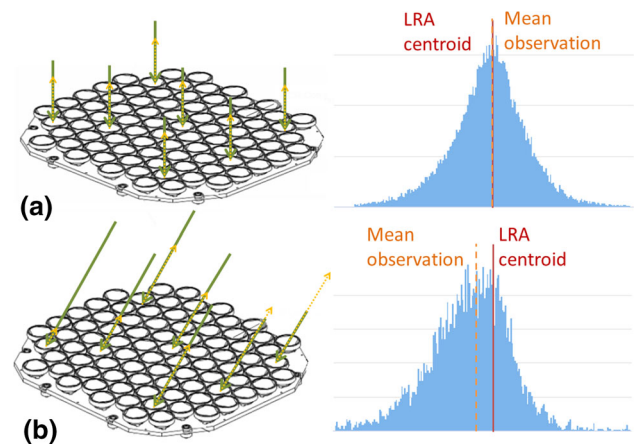 LRA
centroid
Mean
observation
(a)
Mean
observation
LRA
centroid
(b)